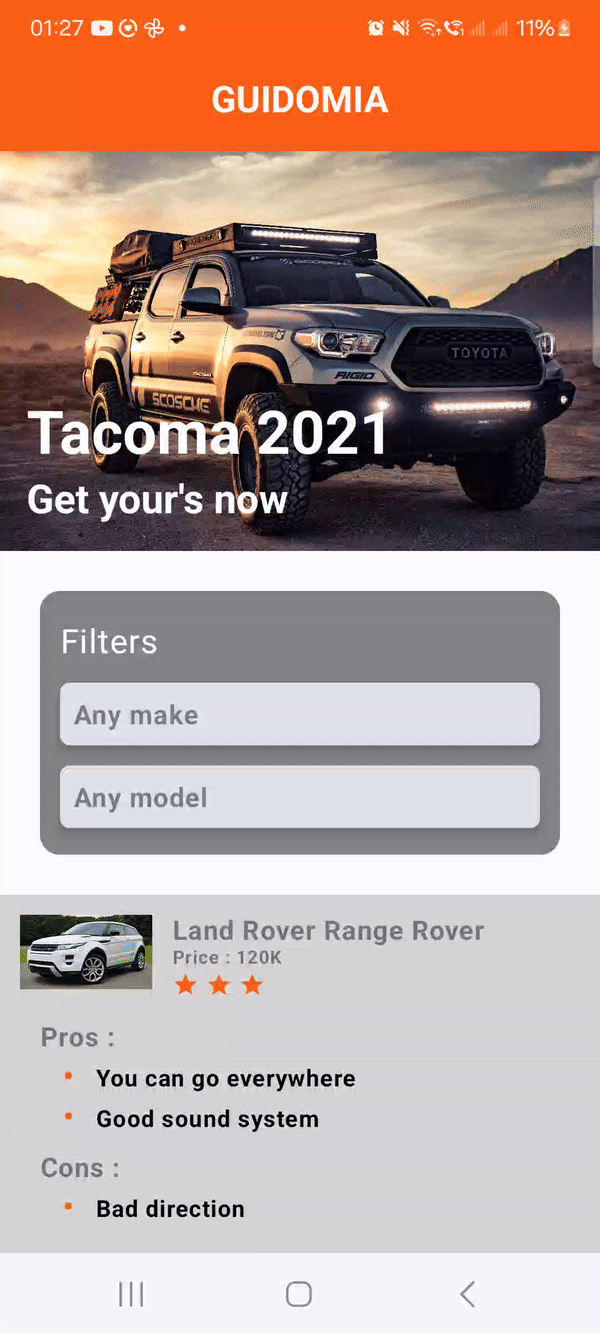 01:27 11%
GUIDOMIA
SCOSCHE
TOYOTA
RIGID
SCOSCHE
Tacoma 2021
Get your's now
Filters
Any make
Any model
Land Rover Range Rover
Price : 120K
Pros :
You can go everywhere
Good sound system
Cons :
Bad direction